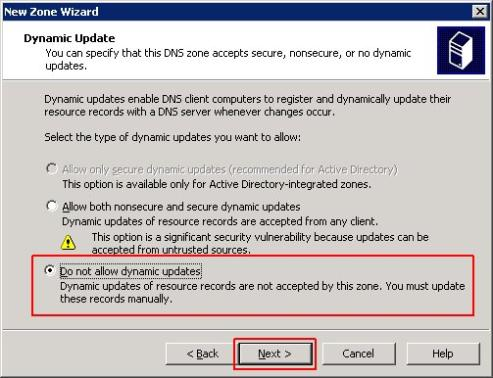 New Zone Wizard
Dynamic Update
You can specify that this DNS zone accepts secure, nonsecure, or no dynamic
updates.
Dynamic updates enable DNS client computers to register and dynamically update their
resource records with a DNS server whenever changes occur.
Select the type of dynamic updates you want to allow:
Allow only secure dynamic updates (recommended for Active Directory)
This option is available only for Active Directory-integrated zones.
Allow both nonsecure and secure dynamic updates
Dynamic updates of resource records are accepted from any client.
This option is a significant security vulnerability because updates can be
accepted from untrusted sources.
Do not allow dynamic updates
Dynamic updates of resource records are not accepted by this zone. You must update
these records manually.
< Back
Next >
Cancel
Help